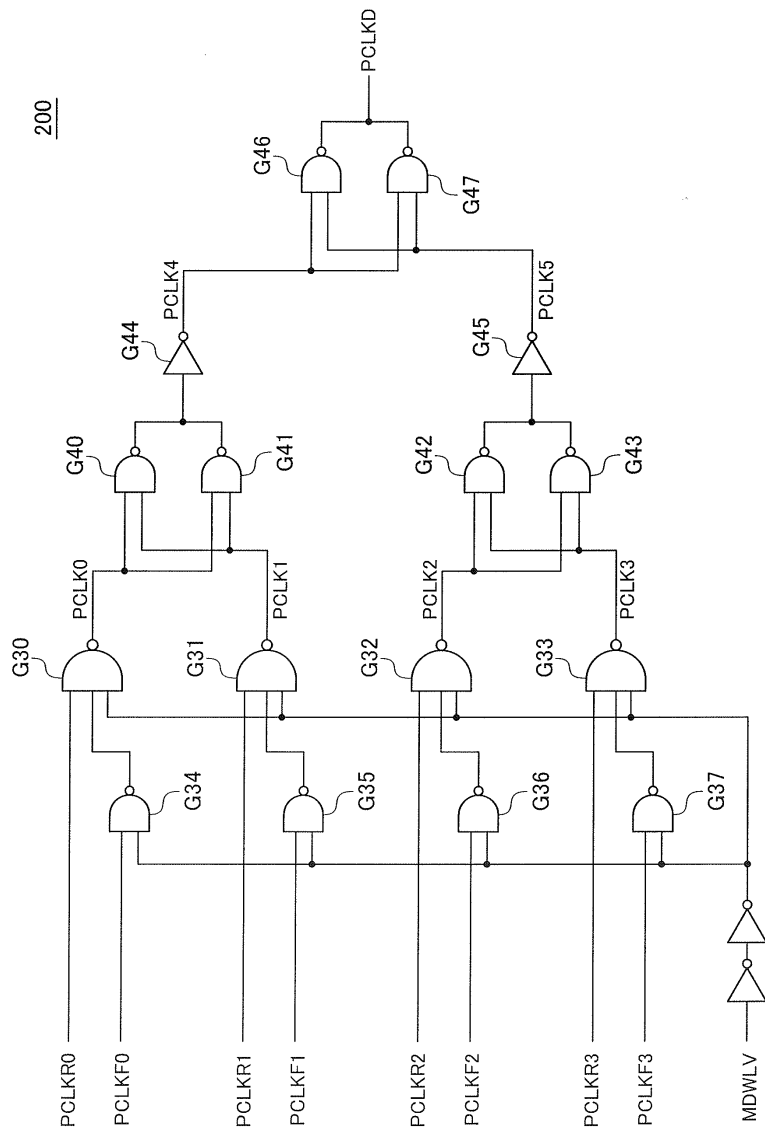 200
PCLKR0
PCLKF0
PCLKR1
PCLKF1
PCLKR2
PCLKF2
PCLKR3
PCLKF3
MDWLV
G34
G35
G36
G37
G30
G31
G32
G33
PCLK0
PCLK1
PCLK2
PCLK3
G40
G41
G42
G43
G44
G45
PCLK4
PCLK5
G46
G47
PCLKD